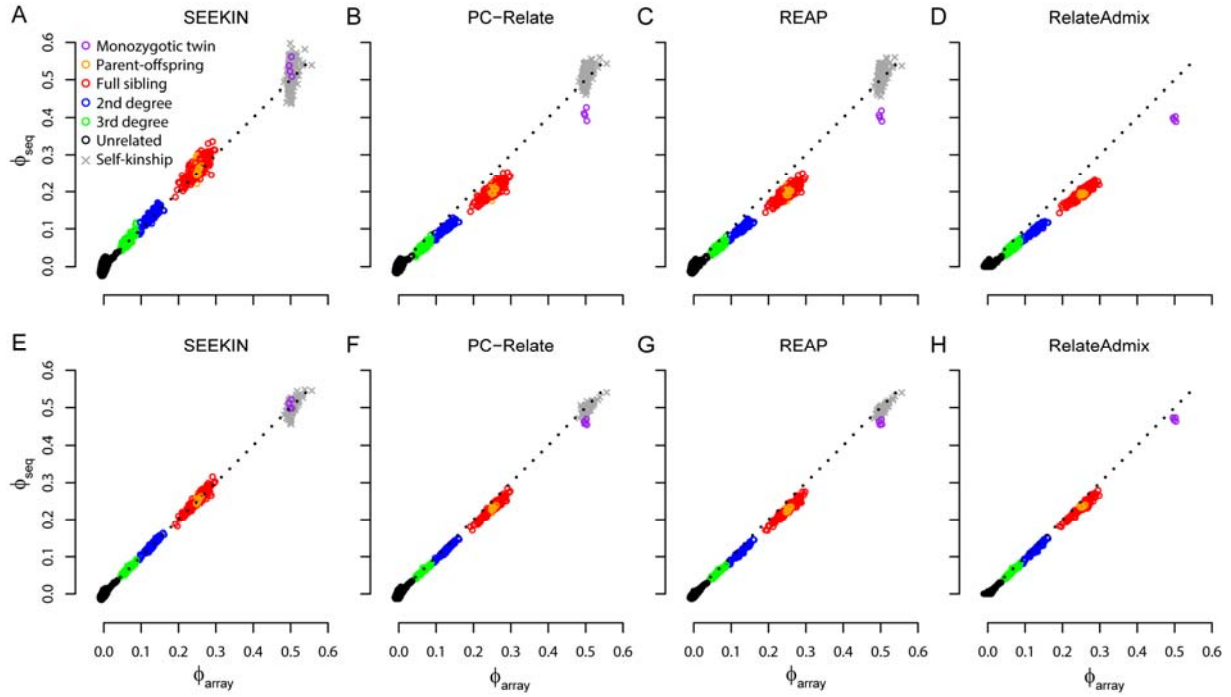 A SEEKIN B PC-Relate C REAP D RelateAdmix
Monozygotic twin
Parent-offspring
Full sibling
2nd degree
3rd degree
Unrelated
Self-kinship
ϕseq
0.0 0.1 0.2 0.3 0.4 0.5 0.6
E SEEKIN F PC-Relate G REAP H RelateAdmix
ϕseq
0.0 0.1 0.2 0.3 0.4 0.5 0.6
0.0 0.1 0.2 0.3 0.4 0.5 0.6 0.0 0.1 0.2 0.3 0.4 0.5 0.6 0.0 0.1 0.2 0.3 0.4 0.5 0.6 0.0 0.1 0.2 0.3 0.4 0.5 0.6
ϕarray ϕarray ϕarray ϕarray